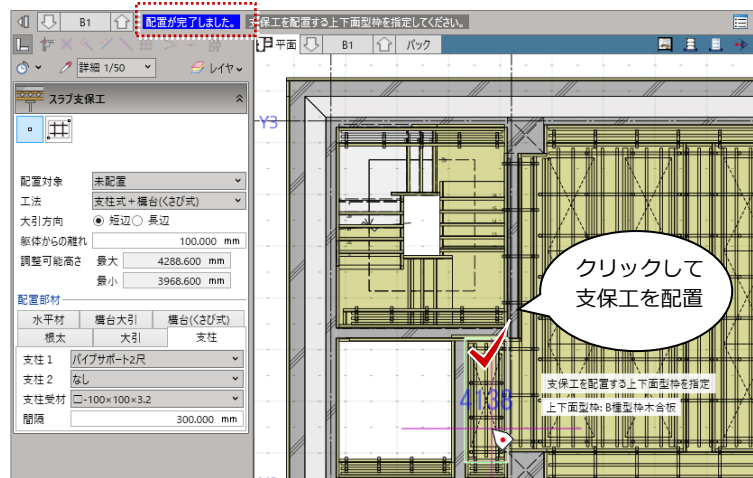 B1 配置が完了しました。 支保工を配置する上下面型枠を指定してください。
平面 B1 パック
詳細 1/50 レイヤ
スラブ支保工
配置対象 未配置
工法 支柱式+構台(くさび式)
大引方向 短辺 長辺
躯体からの離れ 100.000 mm
調整可能高さ 最大 4288.600 mm
最小 3968.600 mm
配置部材
水平材 構台大引 構台(くさび式)
根太 大引 支柱
支柱 1 パイプサポート2尺
支柱 2 なし
支柱受材 □-100×100×3.2
間隔 300.000 mm
Y3
クリックして
支保工を配置
4138
支保工を配置する上下面型枠を指定
上下面型枠: B種型枠木合板